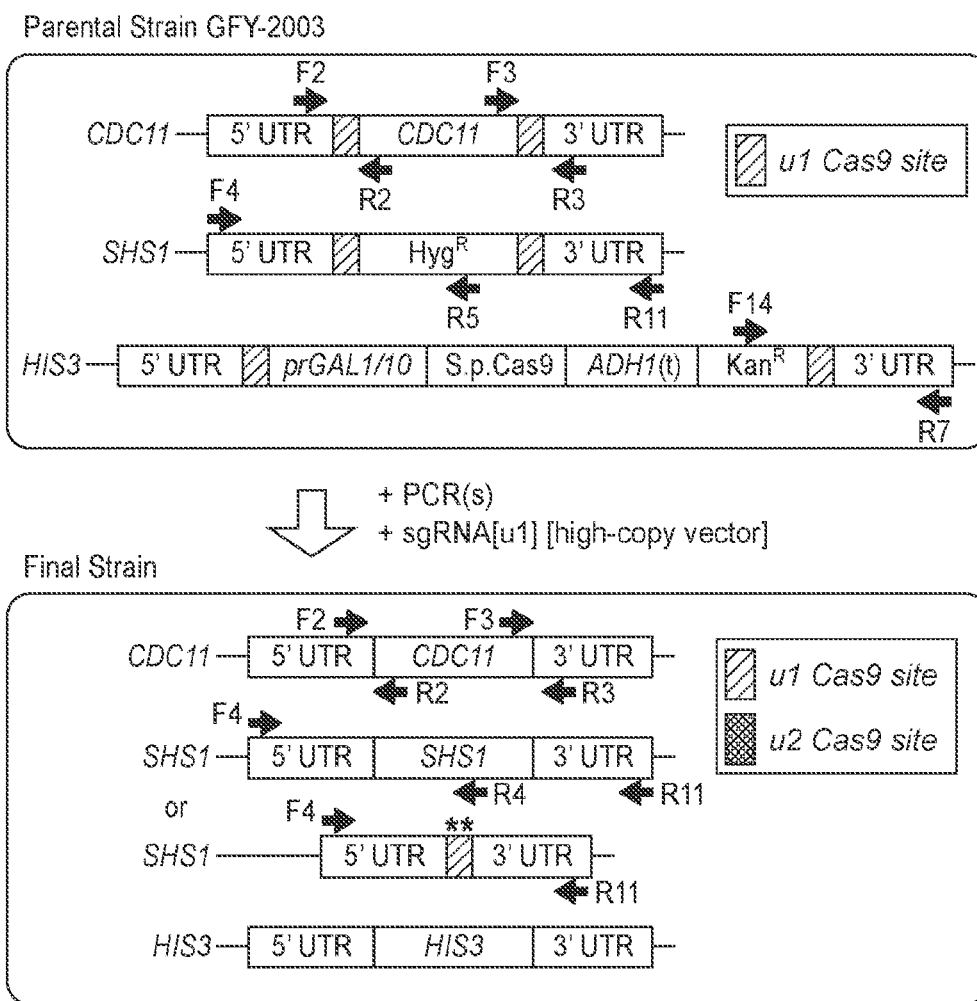 Parental Strain GFY-2003
F2 F3
CDC11 5' UTR CDC11 3' UTR
u1 Cas9 site
R2 R3
F4
SHS1 5' UTR Hyg^R 3' UTR
R5 R11
F14
HIS3 5' UTR prGAL1/10 S.p.Cas9 ADH1(t) Kan^R 3' UTR
R7
+ PCR(s)
+ sgRNA[u1] [high-copy vector]
Final Strain
F2 F3
CDC11 5' UTR CDC11 3' UTR
u1 Cas9 site
R2 R3
u2 Cas9 site
F4
SHS1 5' UTR SHS1 3' UTR
R4 R11
or
F4 **
SHS1 5' UTR 3' UTR
R11
HIS3 5' UTR HIS3 3' UTR